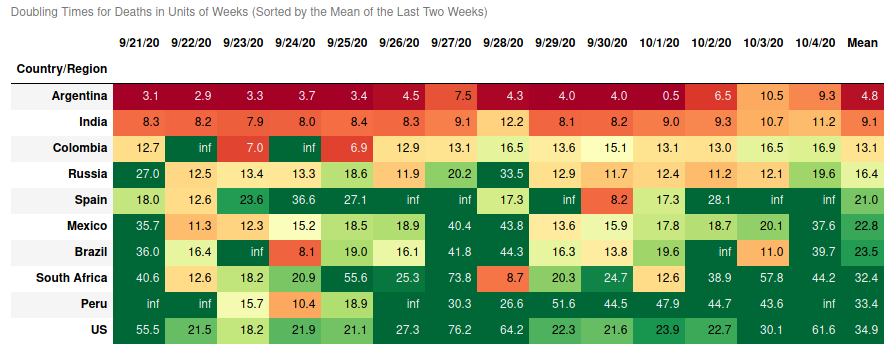 Doubling Times for Deaths in Units of Weeks (Sorted by the Mean of the Last Two Weeks)
9/21/20 9/22/20 9/23/20 9/24/20 9/25/20 9/26/20 9/27/20 9/28/20 9/29/20 9/30/20 10/1/20 10/2/20 10/3/20 10/4/20 Mean
Country/Region
Argentina 3.1 2.9 3.3 3.7 3.4 4.5 7.5 4.3 4.0 4.0 0.5 6.5 10.5 9.3 4.8
India 8.3 8.2 7.9 8.0 8.4 8.3 9.1 12.2 8.1 8.2 9.0 9.3 10.7 11.2 9.1
Colombia 12.7 inf 7.0 inf 6.9 12.9 13.1 16.5 13.6 15.1 13.1 13.0 16.5 16.9 13.1
Russia 27.0 12.5 13.4 13.3 18.6 11.9 20.2 33.5 12.9 11.7 12.4 11.2 12.1 19.6 16.4
Spain 18.0 12.6 23.6 36.6 27.1 inf inf 17.3 inf 8.2 17.3 28.1 inf inf 21.0
Mexico 35.7 11.3 12.3 15.2 18.5 18.9 40.4 43.8 13.6 15.9 17.8 18.7 20.1 37.6 22.8
Brazil 36.0 16.4 inf 8.1 19.0 16.1 41.8 44.3 16.3 13.8 19.6 inf 11.0 39.7 23.5
South Africa 40.6 12.6 18.2 20.9 55.6 25.3 73.8 8.7 20.3 24.7 12.6 38.9 57.8 44.2 32.4
Peru inf inf 15.7 10.4 18.9 inf 30.3 26.6 51.6 44.5 47.9 44.7 43.6 inf 33.4
US 55.5 21.5 18.2 21.9 21.1 27.3 76.2 64.2 22.3 21.6 23.9 22.7 30.1 61.6 34.9